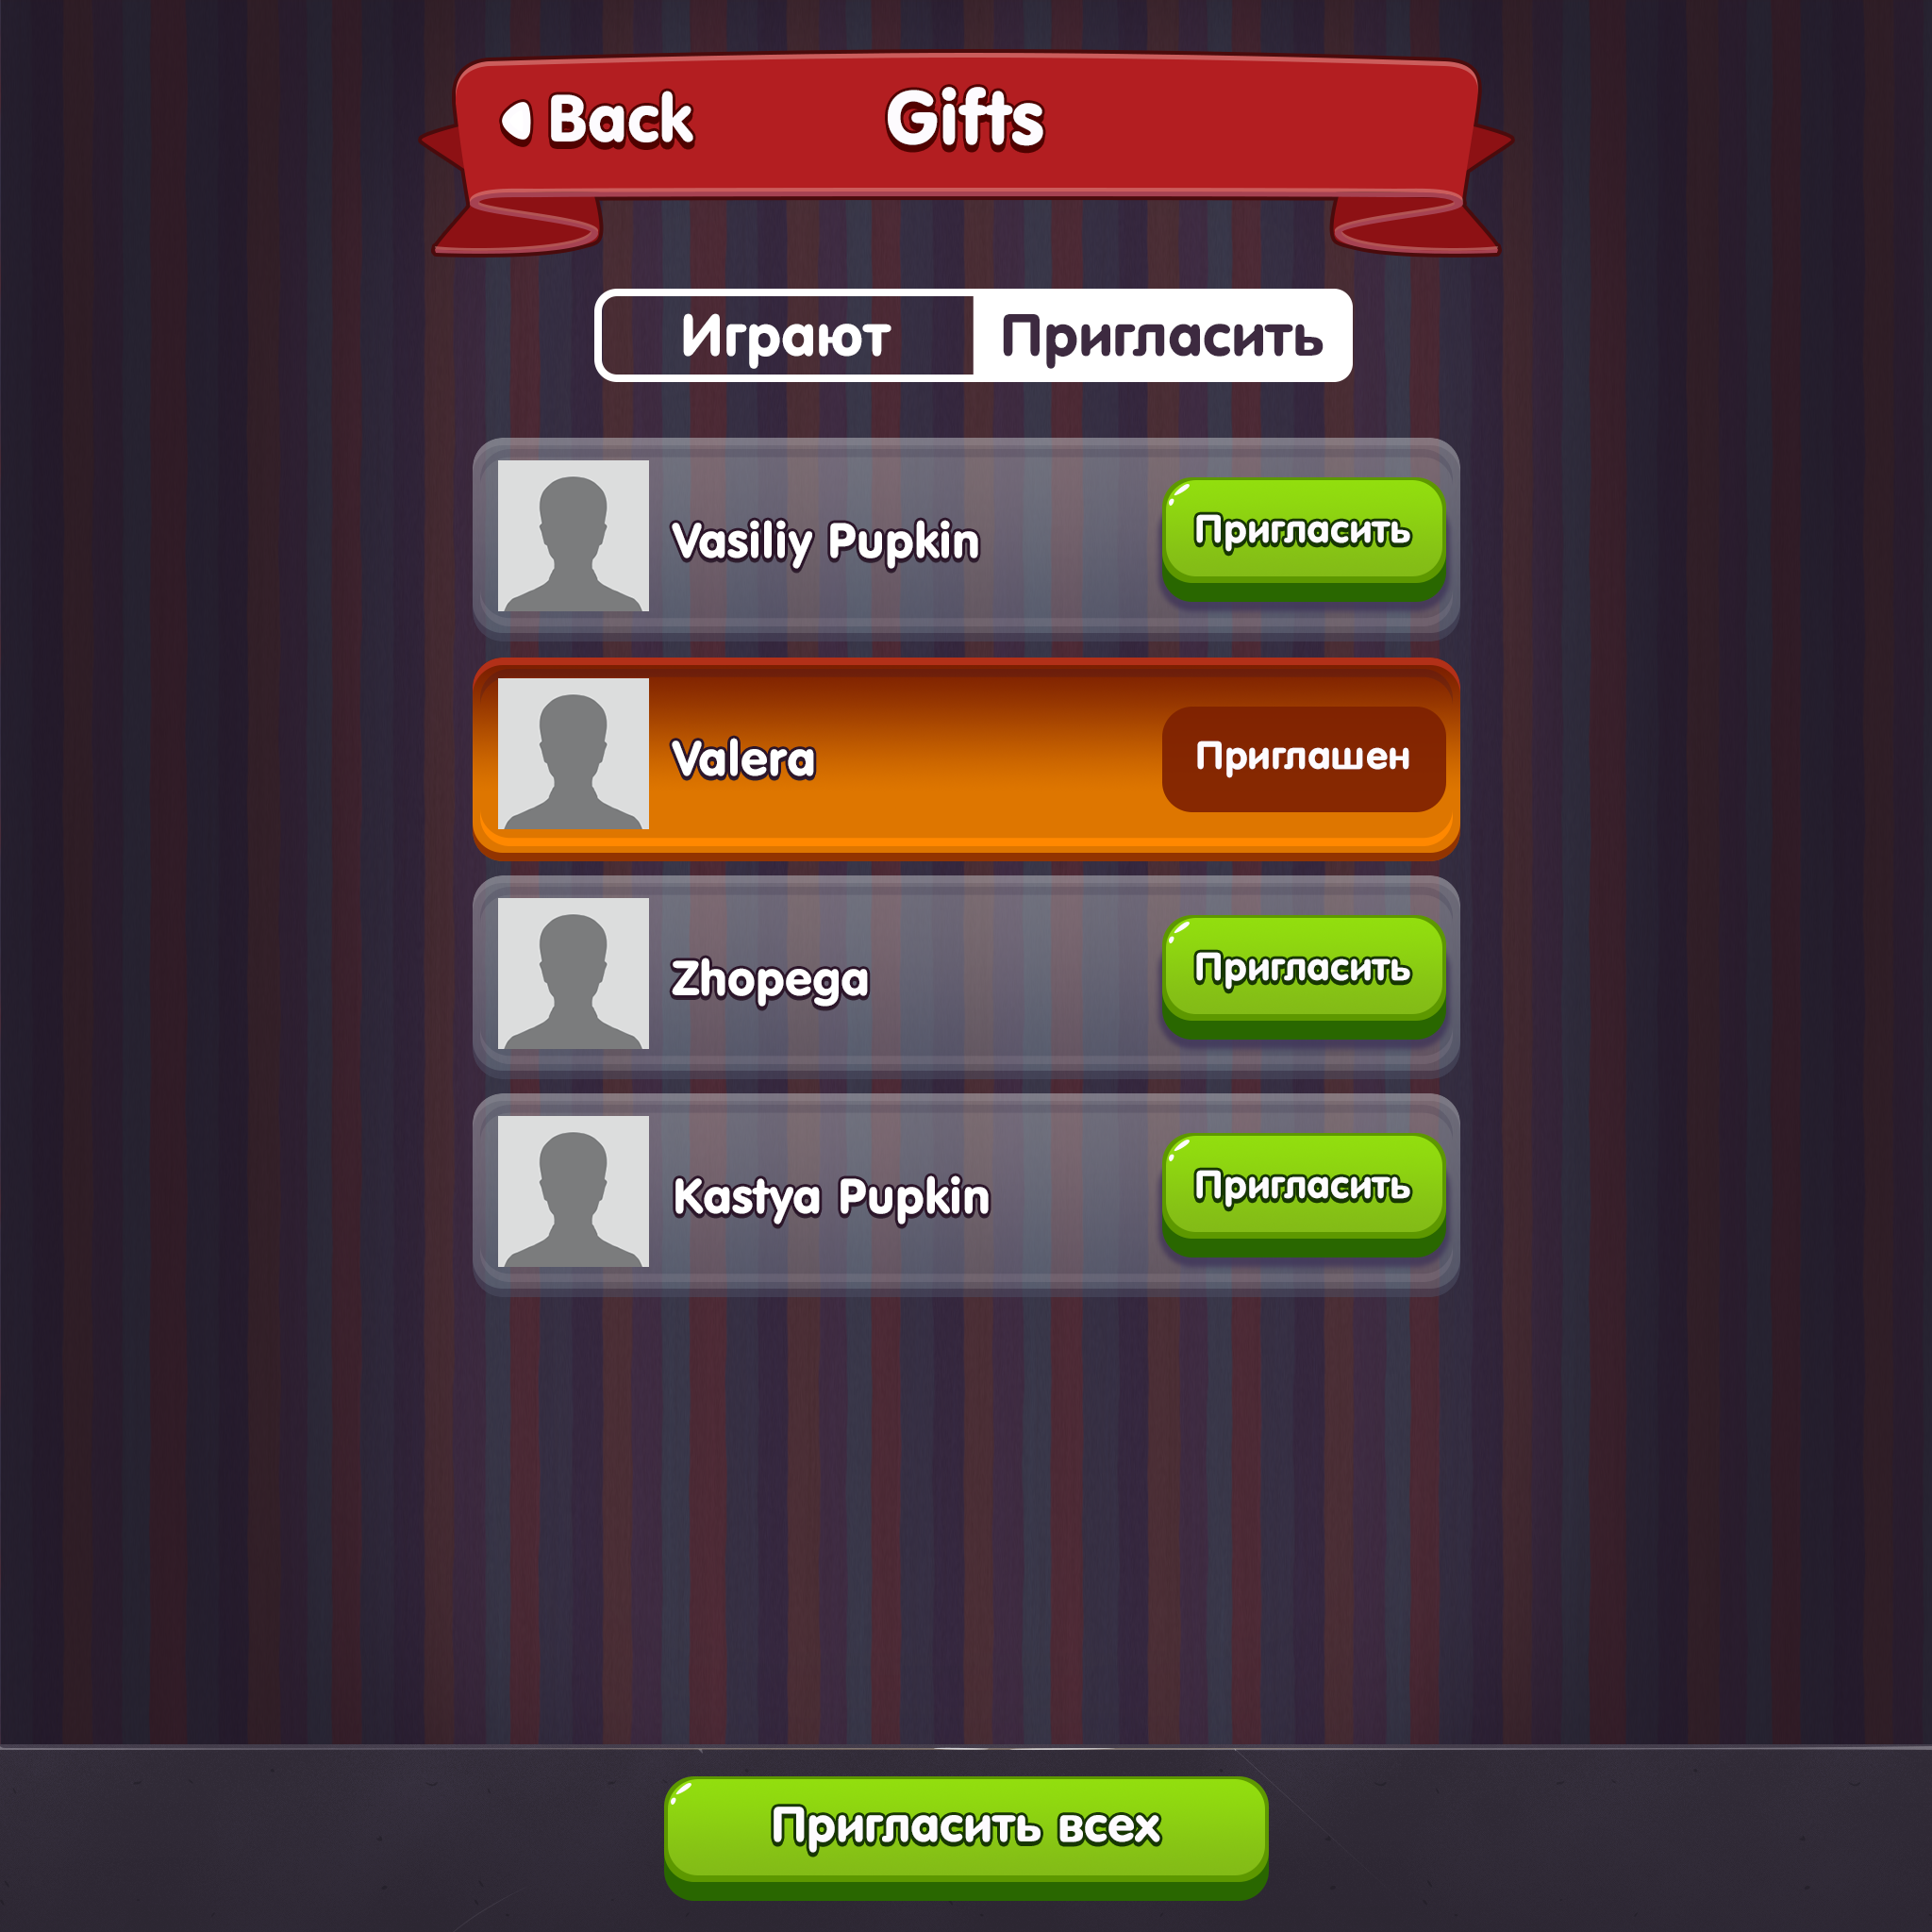 Back
Gifts
Играют
Пригласить
Vasiliy Pupkin
Пригласить
Valera
Приглашен
Zhopega
Пригласить
Kastya Pupkin
Пригласить
Пригласить всех